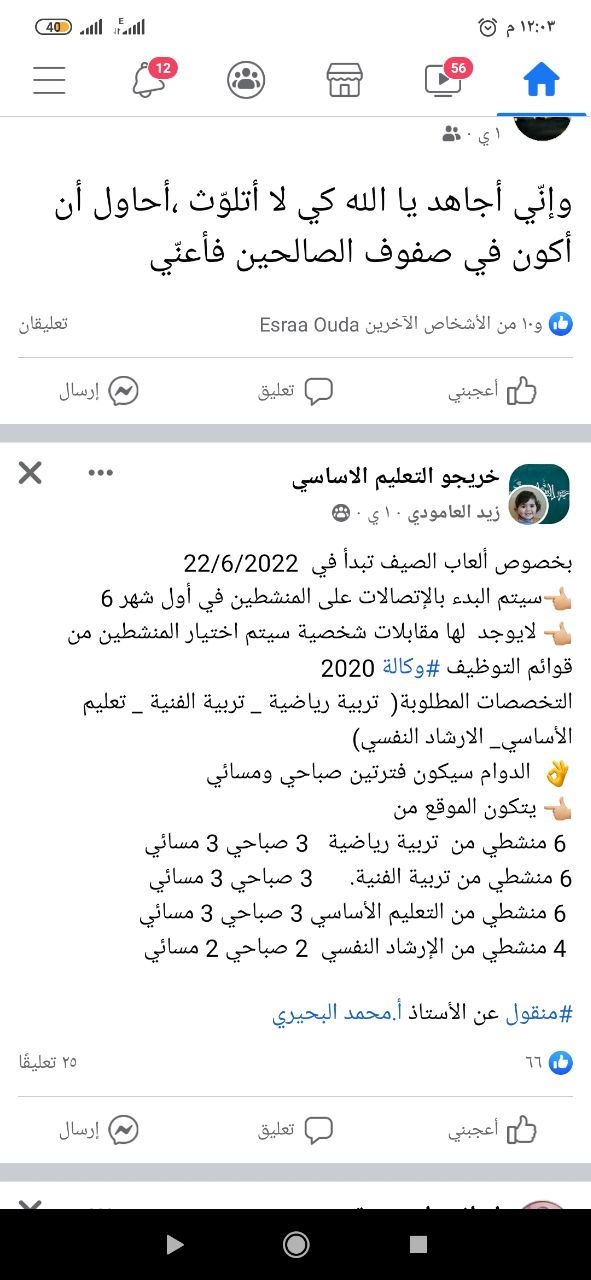 40
E
١٢:٠٣ م
12
56
١ ي ·
وإنّي أجاهد يا الله كي لا أتلوّث ،أحاول أن
أكون في صفوف الصالحين فأعنّي
Esraa Ouda و١٠ من الأشخاص الآخرين
تعليقان
أعجبني
تعليق
إرسال
خريجو التعليم الاساسي
زيد العامودي · ١٠ ي ·
بخصوص ألعاب الصيف تبدأ في 22/6/2022
👈🏼سيتم البدء بالإتصالات على المنشطين في أول شهر 6
👈🏼 لايوجد لها مقابلات شخصية سيتم اختيار المنشطين من
قوائم التوظيف #وكالة 2020
التخصصات المطلوبة( تربية رياضية _ تربية الفنية _ تعليم
الأساسي_ الارشاد النفسي)
👌 الدوام سيكون فترتين صباحي ومسائي
👈🏼 يتكون الموقع من
6 منشطي من تربية رياضية 3 صباحي 3 مسائي
6 منشطي من تربية الفنية. 3 صباحي 3 مسائي
6 منشطي من التعليم الأساسي 3 صباحي 3 مسائي
4 منشطي من الإرشاد النفسي 2 صباحي 2 مسائي
#منقول عن الأستاذ أ.محمد البحيري
٦٦
٢٥ تعليقًا
أعجبني
تعليق
إرسال